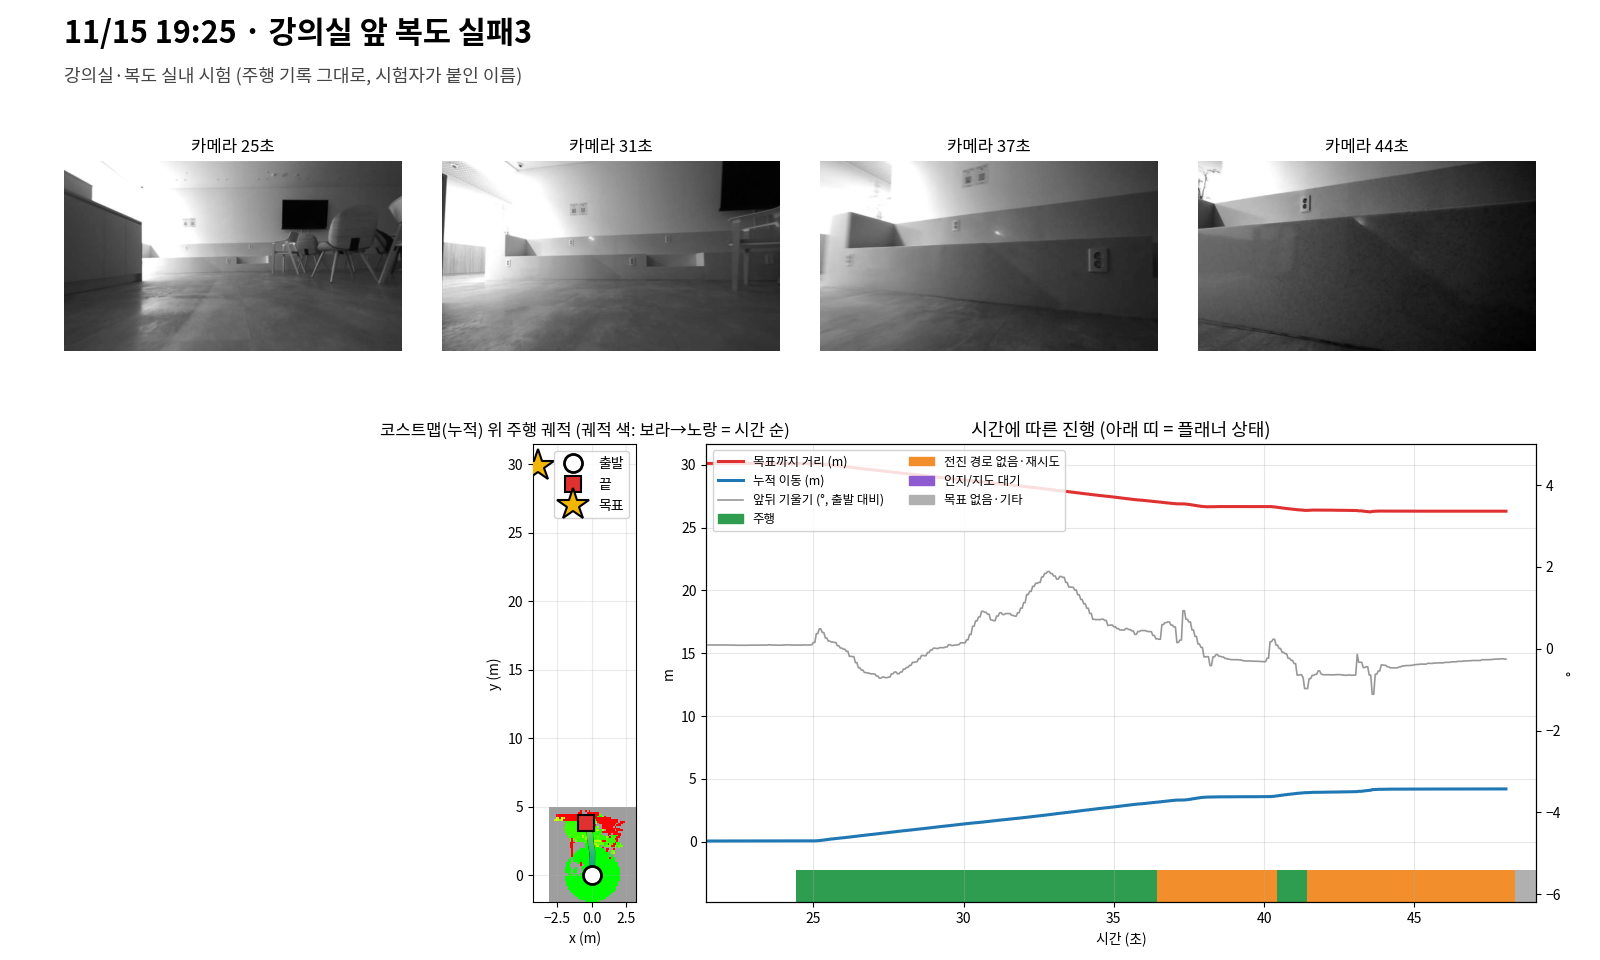 11/15 19:25 · 강의실 앞 복도 실패3
강의실·복도 실내 시험 (주행 기록 그대로, 시험자가 붙인 이름)
카메라 25초
카메라 31초
카메라 37초
카메라 44초
코스트맵(누적) 위 주행 궤적 (궤적 색: 보라→노랑 = 시간 순)
출발
끝
목표
30
25
20
15
10
5
0
y (m)
−2.5 0.0 2.5
x (m)
시간에 따른 진행 (아래 띠 = 플래너 상태)
목표까지 거리 (m)
누적 이동 (m)
앞뒤 기울기 (°, 출발 대비)
주행
전진 경로 없음·재시도
인지/지도 대기
목표 없음·기타
30
25
20
15
10
5
0
m
4
2
0
−2
−4
−6
°
25 30 35 40 45
시간 (초)